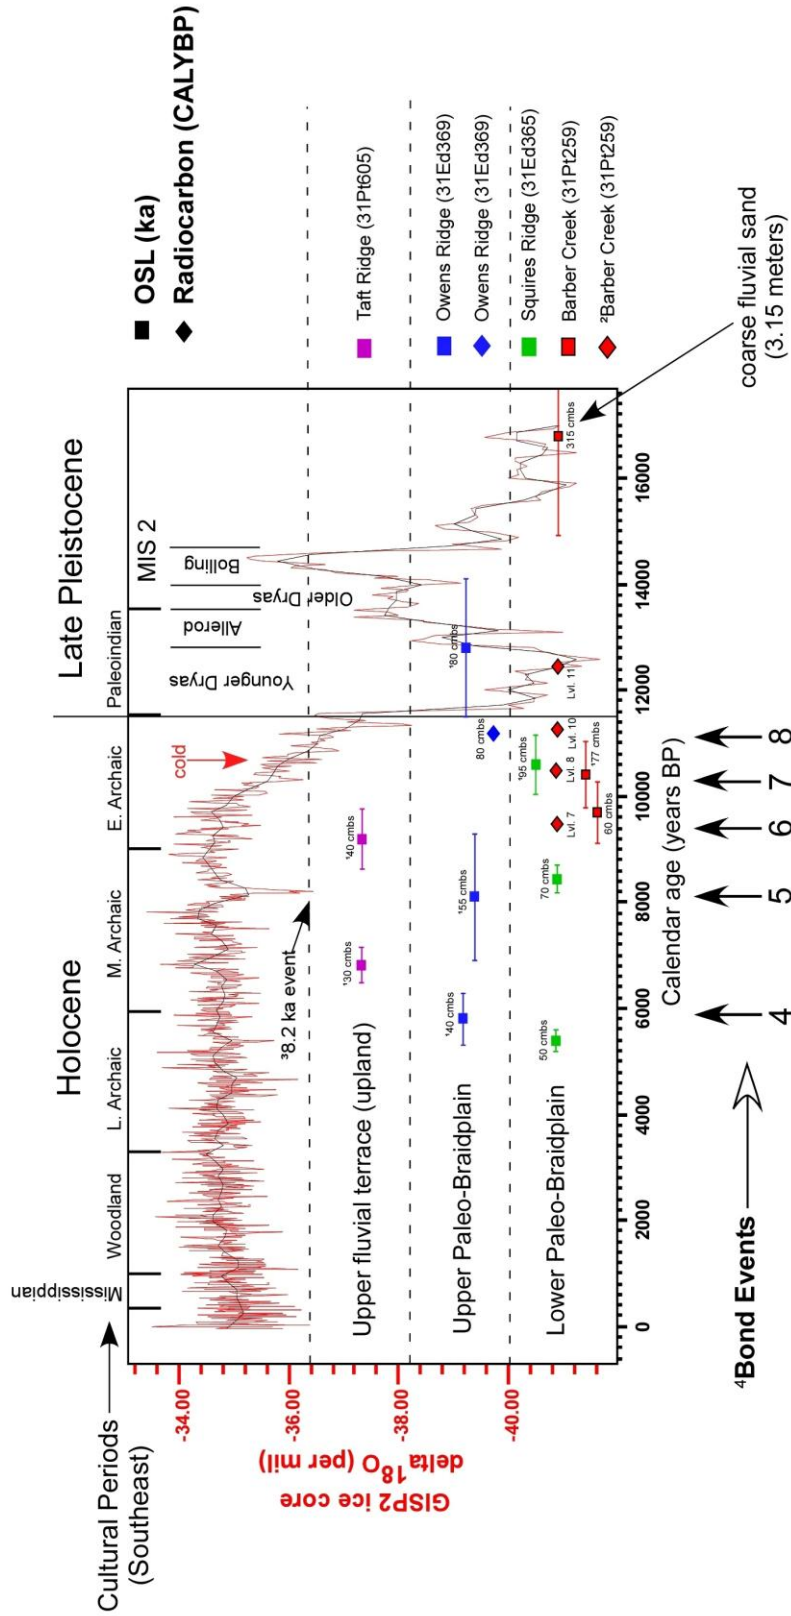 Cultural Periods
(Southeast)
Holocene
Late Pleistocene
Mississippian
Woodland
L. Archaic
M. Archaic
E. Archaic
Paleoindian
MIS 2
Younger Dryas
Allerod
Older Dryas
Bolling
cold
³8.2 ka event
GISP2 ice core
delta ¹⁸O (per mil)
-34.00
-36.00
-38.00
-40.00
Upper fluvial terrace (upland)
¹30 cmbs
¹40 cmbs
Upper Paleo-Braidplain
¹40 cmbs
¹55 cmbs
80 cmbs
¹80 cmbs
Lower Paleo-Braidplain
50 cmbs
70 cmbs
¹95 cmbs
Lvl. 7
Lvl. 8
Lvl. 10
Lvl. 11
60 cmbs
¹77 cmbs
315 cmbs
0
2000
4000
6000
8000
10000
12000
14000
16000
Calendar age (years BP)
⁴Bond Events
4
5
6
7
8
OSL (ka)
Radiocarbon (CALYBP)
Taft Ridge (31Pt605)
Owens Ridge (31Ed369)
Owens Ridge (31Ed369)
Squires Ridge (31Ed365)
Barber Creek (31Pt259)
²Barber Creek (31Pt259)
coarse fluvial sand
(3.15 meters)